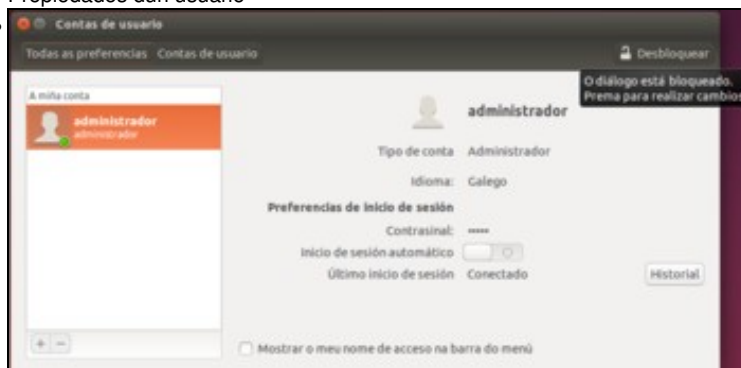 Propiedades dun usuario
Contas de usuario
Todas as preferencias Contas de usuario
Desbloquear
O diálogo está bloqueado.
Prema para realizar cambios
A miña conta
administrador
administrador
administrador
Tipo de conta Administrador
Idioma: Galego
Preferencias de inicio de sesión
Contrasinal: •••••
Inicio de sesión automático
Último inicio de sesión Conectado
Historial
Mostrar o meu nome de acceso na barra do menú